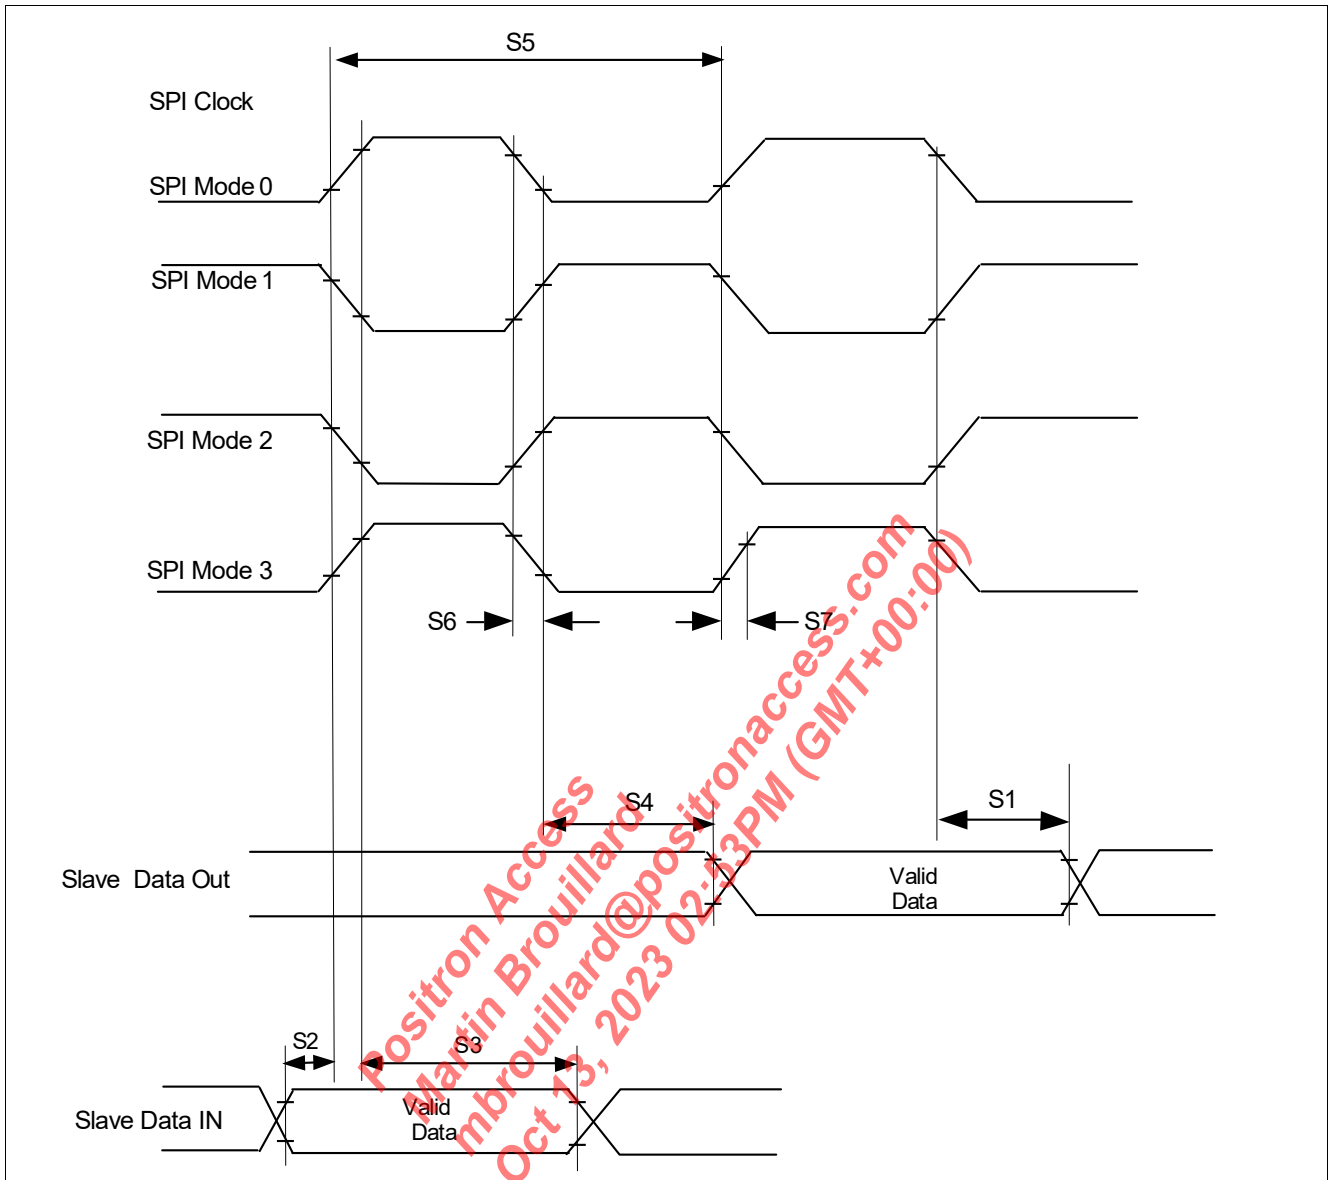 S5
SPI Clock
SPI Mode 0
SPI Mode 1
SPI Mode 2
SPI Mode 3
S6
S7
S4
S1
Slave Data Out
Valid
Data
S2
S3
Slave Data IN
Valid
Data
Positron Access
Martin Brouillard
mbrouillard@positronaccess.com
Oct 13, 2023 02:53PM (GMT+00:00)